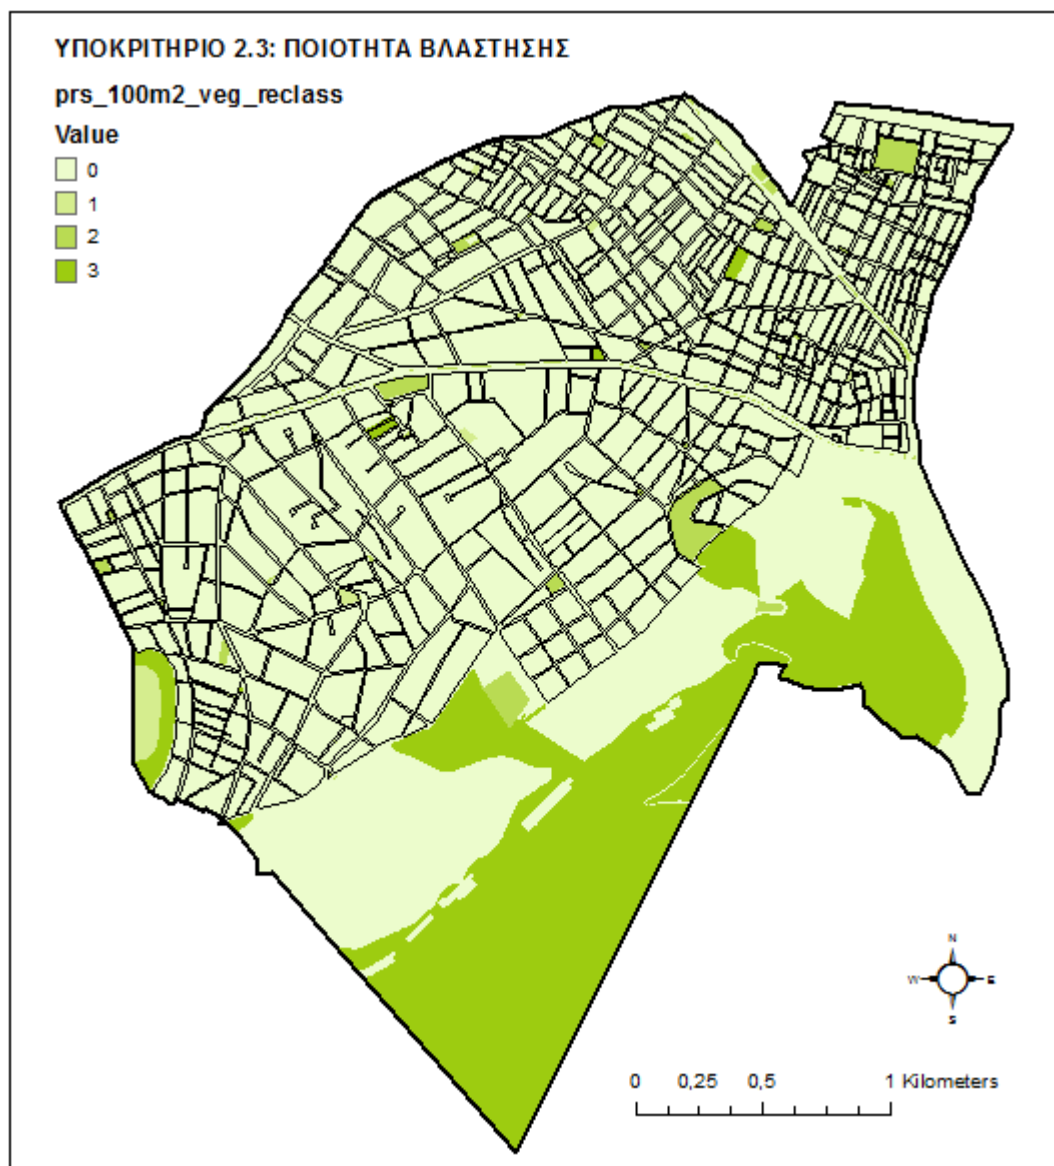 ΥΠΟΚΡΙΤΗΡΙΟ 2.3: ΠΟΙΟΤΗΤΑ ΒΛΑΣΤΗΣΗΣ
prs_100m2_veg_reclass
Value
0
1
2
3
N
W E
S
0 0,25 0,5 1 Kilometers